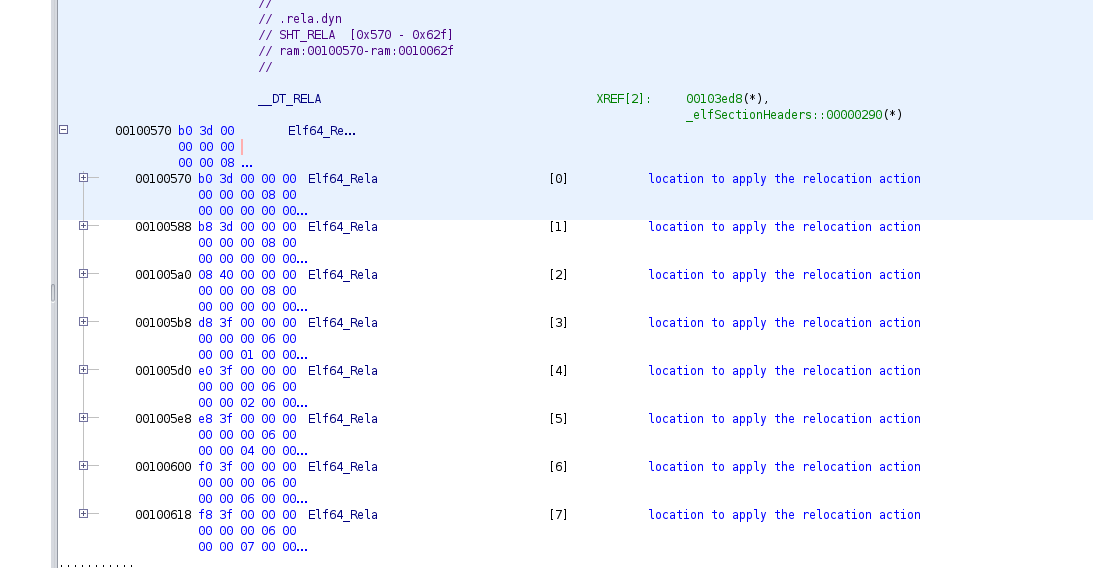 //
// .rela.dyn
// SHT_RELA  [0x570 - 0x62f]
// ram:00100570-ram:0010062f
//
__DT_RELA XREF[2]: 00103ed8(*),
_elfSectionHeaders::00000290(*)
00100570 b0 3d 00 Elf64_Re...
00 00 00
00 00 08 ...
00100570 b0 3d 00 00 00 Elf64_Rela [0] location to apply the relocation action
00 00 00 08 00
00 00 00 00 00...
00100588 b8 3d 00 00 00 Elf64_Rela [1] location to apply the relocation action
00 00 00 08 00
00 00 00 00 00...
001005a0 08 40 00 00 00 Elf64_Rela [2] location to apply the relocation action
00 00 00 08 00
00 00 00 00 00...
001005b8 d8 3f 00 00 00 Elf64_Rela [3] location to apply the relocation action
00 00 00 06 00
00 00 01 00 00...
001005d0 e0 3f 00 00 00 Elf64_Rela [4] location to apply the relocation action
00 00 00 06 00
00 00 02 00 00...
001005e8 e8 3f 00 00 00 Elf64_Rela [5] location to apply the relocation action
00 00 00 06 00
00 00 04 00 00...
00100600 f0 3f 00 00 00 Elf64_Rela [6] location to apply the relocation action
00 00 00 06 00
00 00 06 00 00...
00100618 f8 3f 00 00 00 Elf64_Rela [7] location to apply the relocation action
00 00 00 06 00
00 00 07 00 00...